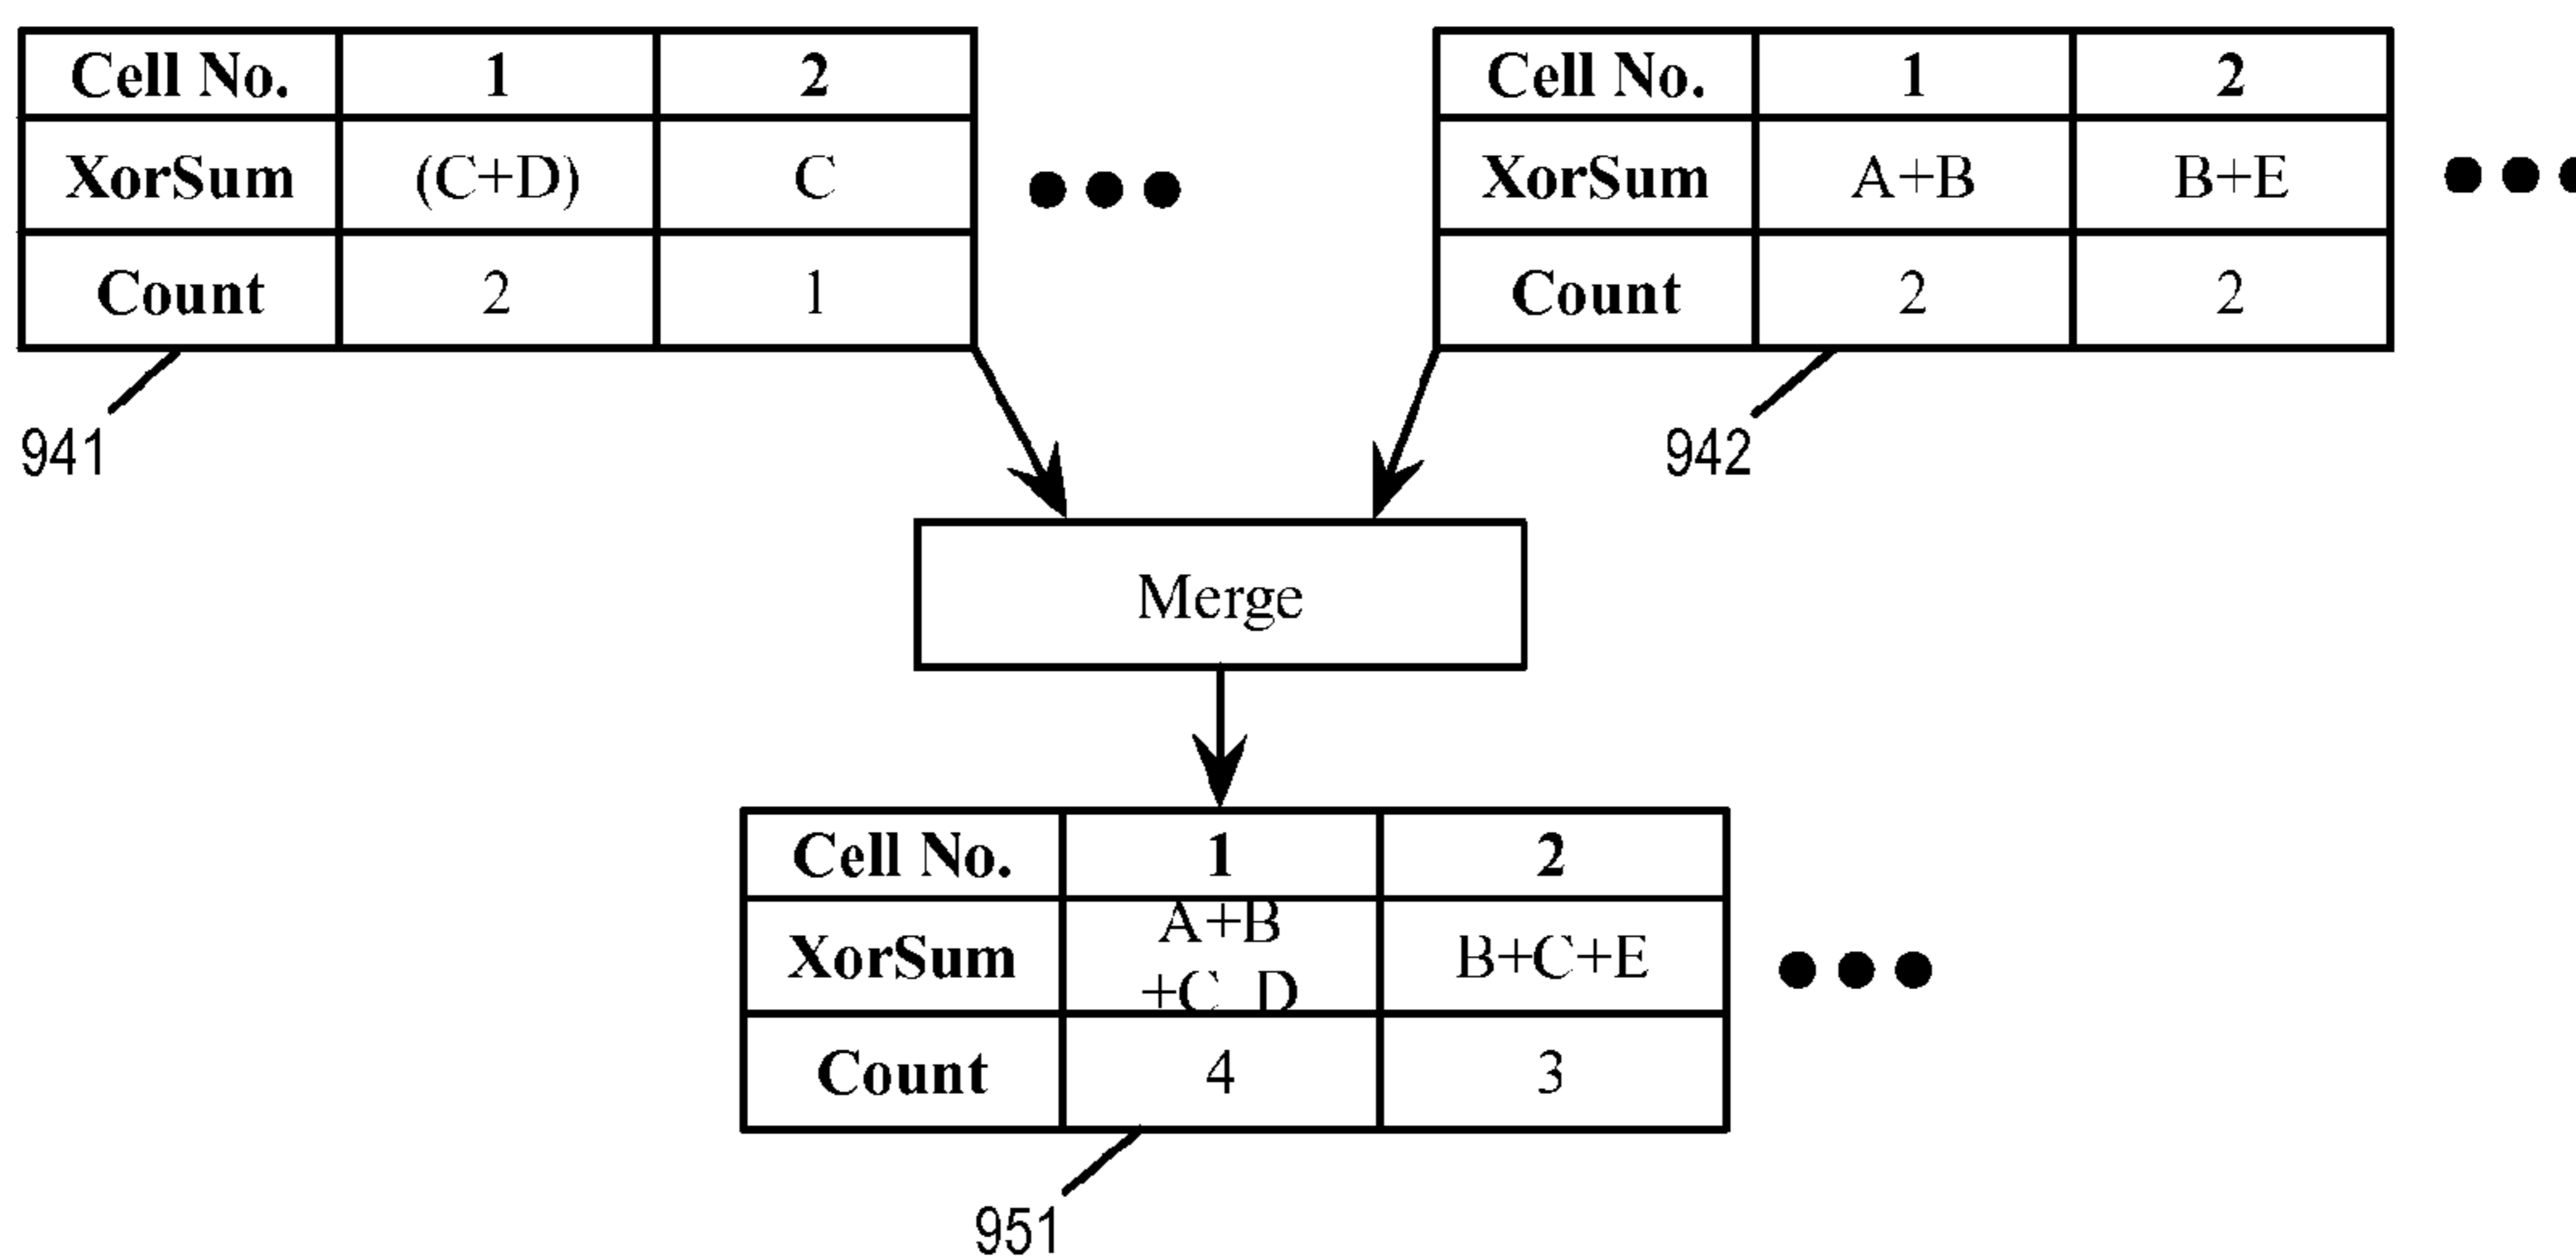 Cell No. 1 2
XorSum (C+D) C
Count 2 1
Cell No. 1 2
XorSum A+B B+E
Count 2 2
941
942
Merge
Cell No. 1 2
XorSum A+B
+C D B+C+E
Count 4 3
951